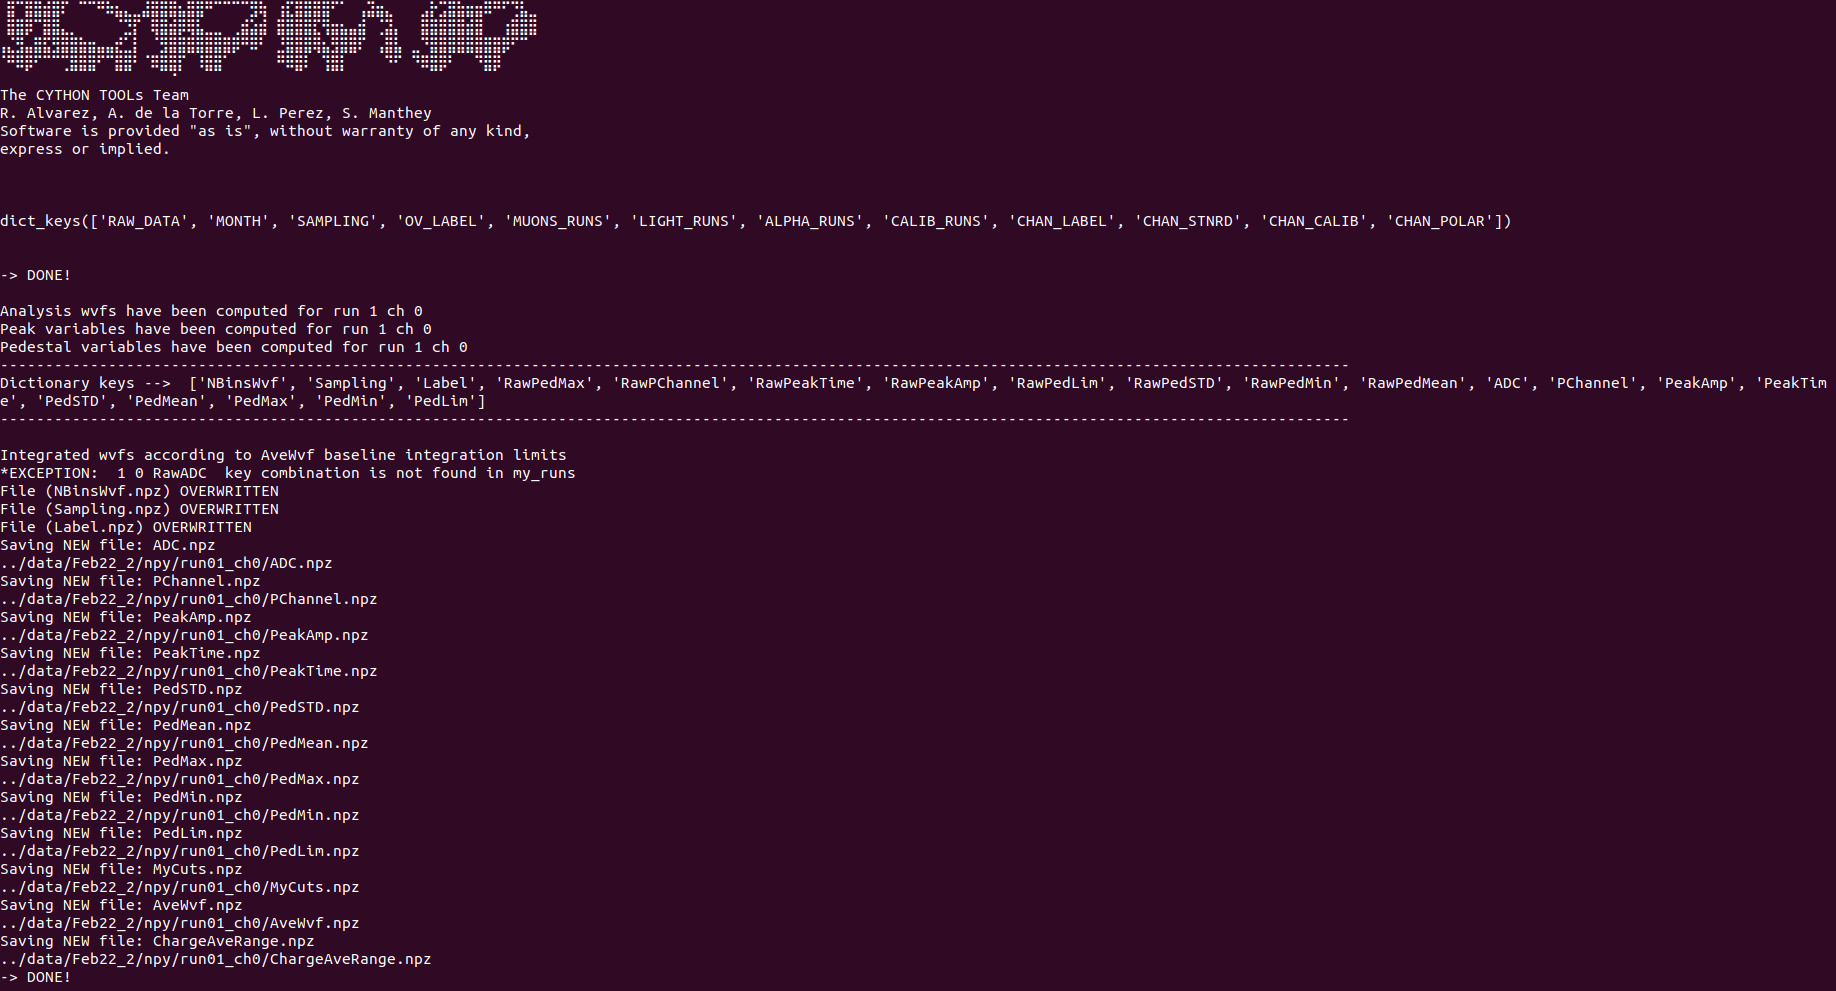 The CYTHON TOOLs Team
R. Alvarez, A. de la Torre, L. Perez, S. Manthey
Software is provided "as is", without warranty of any kind,
express or implied.
dict_keys(['RAW_DATA', 'MONTH', 'SAMPLING', 'OV_LABEL', 'MUONS_RUNS', 'LIGHT_RUNS', 'ALPHA_RUNS', 'CALIB_RUNS', 'CHAN_LABEL', 'CHAN_STNRD', 'CHAN_CALIB', 'CHAN_POLAR'])
-> DONE!
Analysis wvfs have been computed for run 1 ch 0
Peak variables have been computed for run 1 ch 0
Pedestal variables have been computed for run 1 ch 0
------------------------------------------------------------------------------------------------------------------------------------------------------
Dictionary keys -->  ['NBinsWvf', 'Sampling', 'Label', 'RawPedMax', 'RawPChannel', 'RawPeakTime', 'RawPeakAmp', 'RawPedLim', 'RawPedSTD', 'RawPedMin', 'RawPedMean', 'ADC', 'PChannel', 'PeakAmp', 'PeakTim
e', 'PedSTD', 'PedMean', 'PedMax', 'PedMin', 'PedLim']
------------------------------------------------------------------------------------------------------------------------------------------------------
Integrated wvfs according to AveWvf baseline integration limits
*EXCEPTION:  1 0 RawADC  key combination is not found in my_runs
File (NBinsWvf.npz) OVERWRITTEN
File (Sampling.npz) OVERWRITTEN
File (Label.npz) OVERWRITTEN
Saving NEW file: ADC.npz
../data/Feb22_2/npy/run01_ch0/ADC.npz
Saving NEW file: PChannel.npz
../data/Feb22_2/npy/run01_ch0/PChannel.npz
Saving NEW file: PeakAmp.npz
../data/Feb22_2/npy/run01_ch0/PeakAmp.npz
Saving NEW file: PeakTime.npz
../data/Feb22_2/npy/run01_ch0/PeakTime.npz
Saving NEW file: PedSTD.npz
../data/Feb22_2/npy/run01_ch0/PedSTD.npz
Saving NEW file: PedMean.npz
../data/Feb22_2/npy/run01_ch0/PedMean.npz
Saving NEW file: PedMax.npz
../data/Feb22_2/npy/run01_ch0/PedMax.npz
Saving NEW file: PedMin.npz
../data/Feb22_2/npy/run01_ch0/PedMin.npz
Saving NEW file: PedLim.npz
../data/Feb22_2/npy/run01_ch0/PedLim.npz
Saving NEW file: MyCuts.npz
../data/Feb22_2/npy/run01_ch0/MyCuts.npz
Saving NEW file: AveWvf.npz
../data/Feb22_2/npy/run01_ch0/AveWvf.npz
Saving NEW file: ChargeAveRange.npz
../data/Feb22_2/npy/run01_ch0/ChargeAveRange.npz
-> DONE!